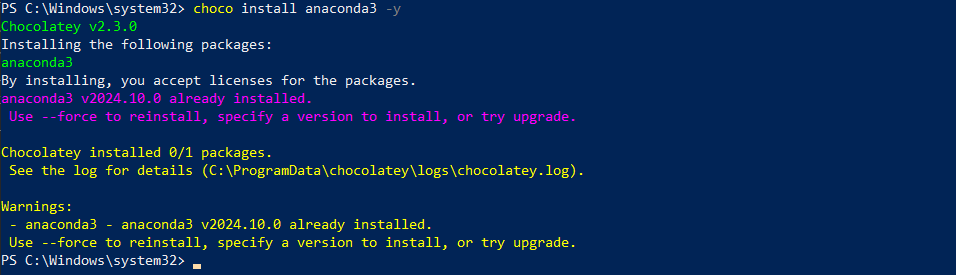 PS C:\Windows\system32> choco install anaconda3 -y
Chocolatey v2.3.0
Installing the following packages:
anaconda3
By installing, you accept licenses for the packages.
anaconda3 v2024.10.0 already installed.
 Use --force to reinstall, specify a version to install, or try upgrade.
Chocolatey installed 0/1 packages.
 See the log for details (C:\ProgramData\chocolatey\logs\chocolatey.log).
Warnings:
 - anaconda3 - anaconda3 v2024.10.0 already installed.
 Use --force to reinstall, specify a version to install, or try upgrade.
PS C:\Windows\system32>